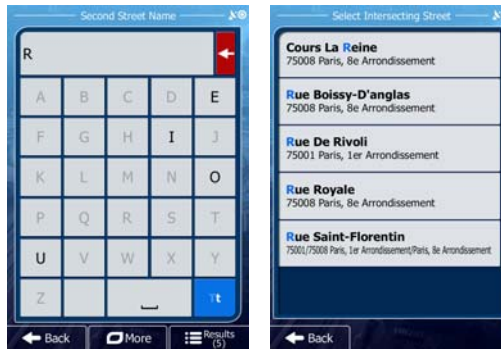 Second Street Name
R
A B C D E
F G H I J
K L M N O
P Q R S T
U V W X Y
Z Tt
Back More Results
(5)
Select Intersecting Street
Cours La Reine
75008 Paris, 8e Arrondissement
Rue Boissy-D'anglas
75008 Paris, 8e Arrondissement
Rue De Rivoli
75001 Paris, 1er Arrondissement
Rue Royale
75008 Paris, 8e Arrondissement
Rue Saint-Florentin
75001/75008 Paris, 1er Arrondissement/Paris, 8e Arrondissement
Back